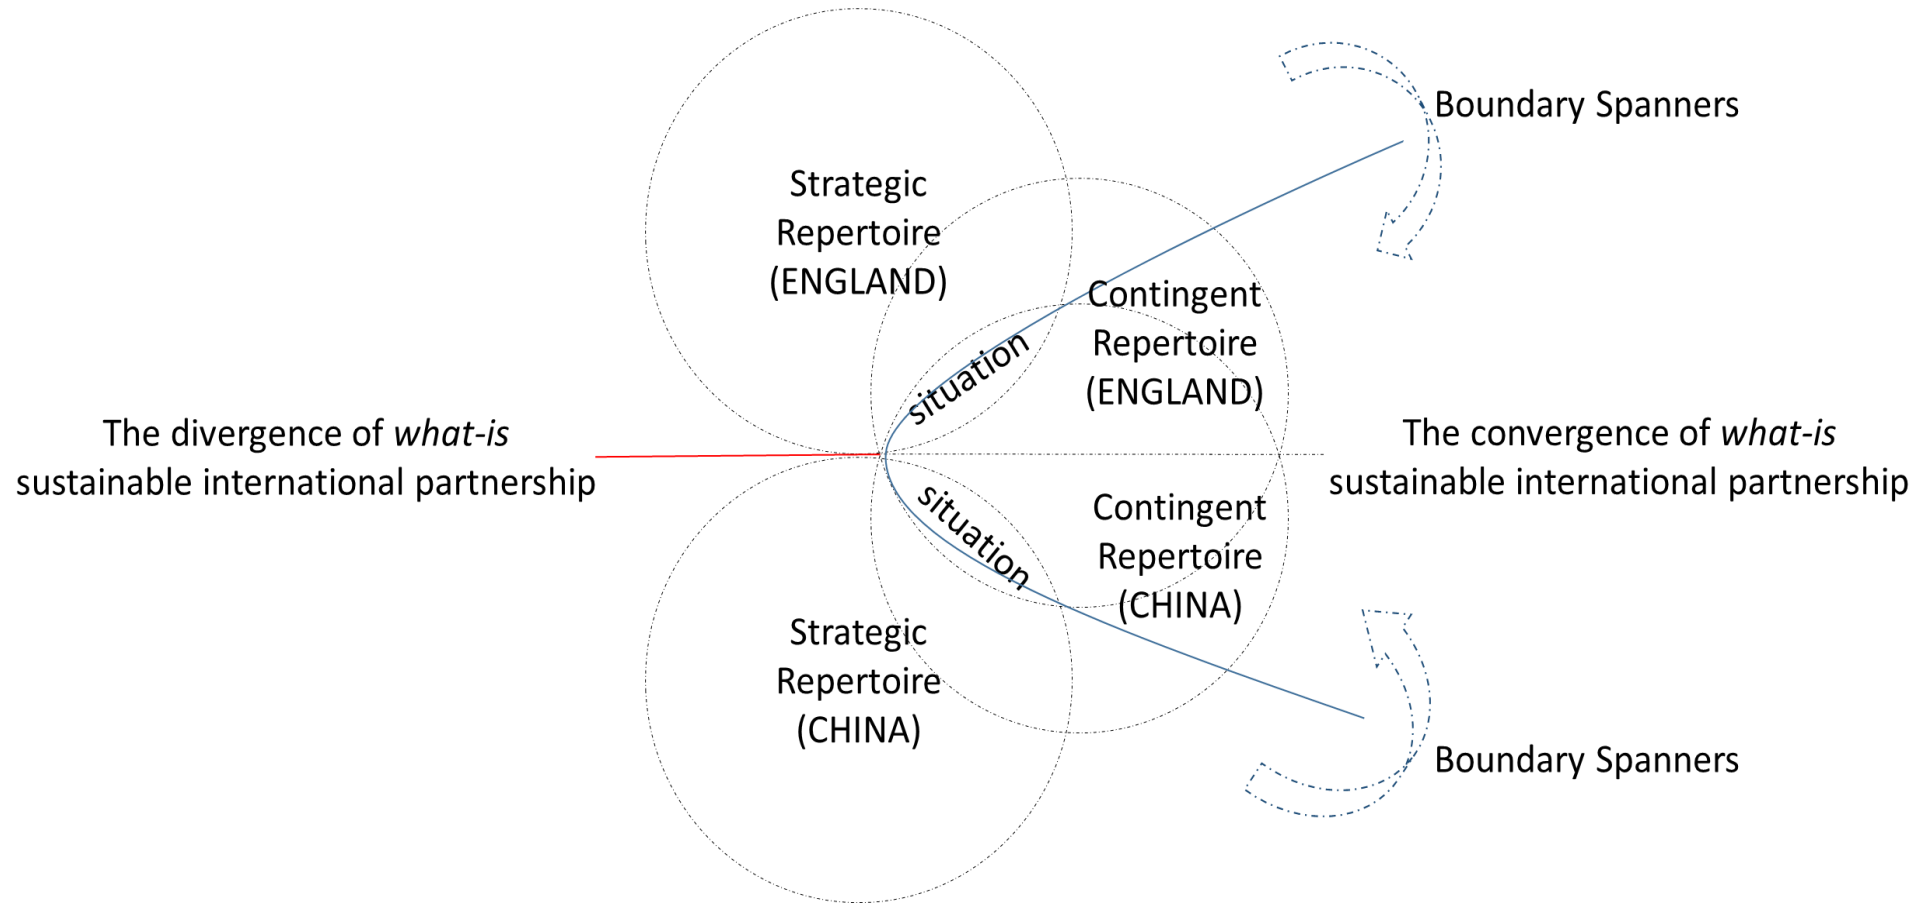 Boundary Spanners
Strategic
Repertoire
(ENGLAND)
Contingent
Repertoire
(ENGLAND)
situation
The divergence of what-is
sustainable international partnership
The convergence of what-is
sustainable international partnership
situation
Contingent
Repertoire
(CHINA)
Strategic
Repertoire
(CHINA)
Boundary Spanners